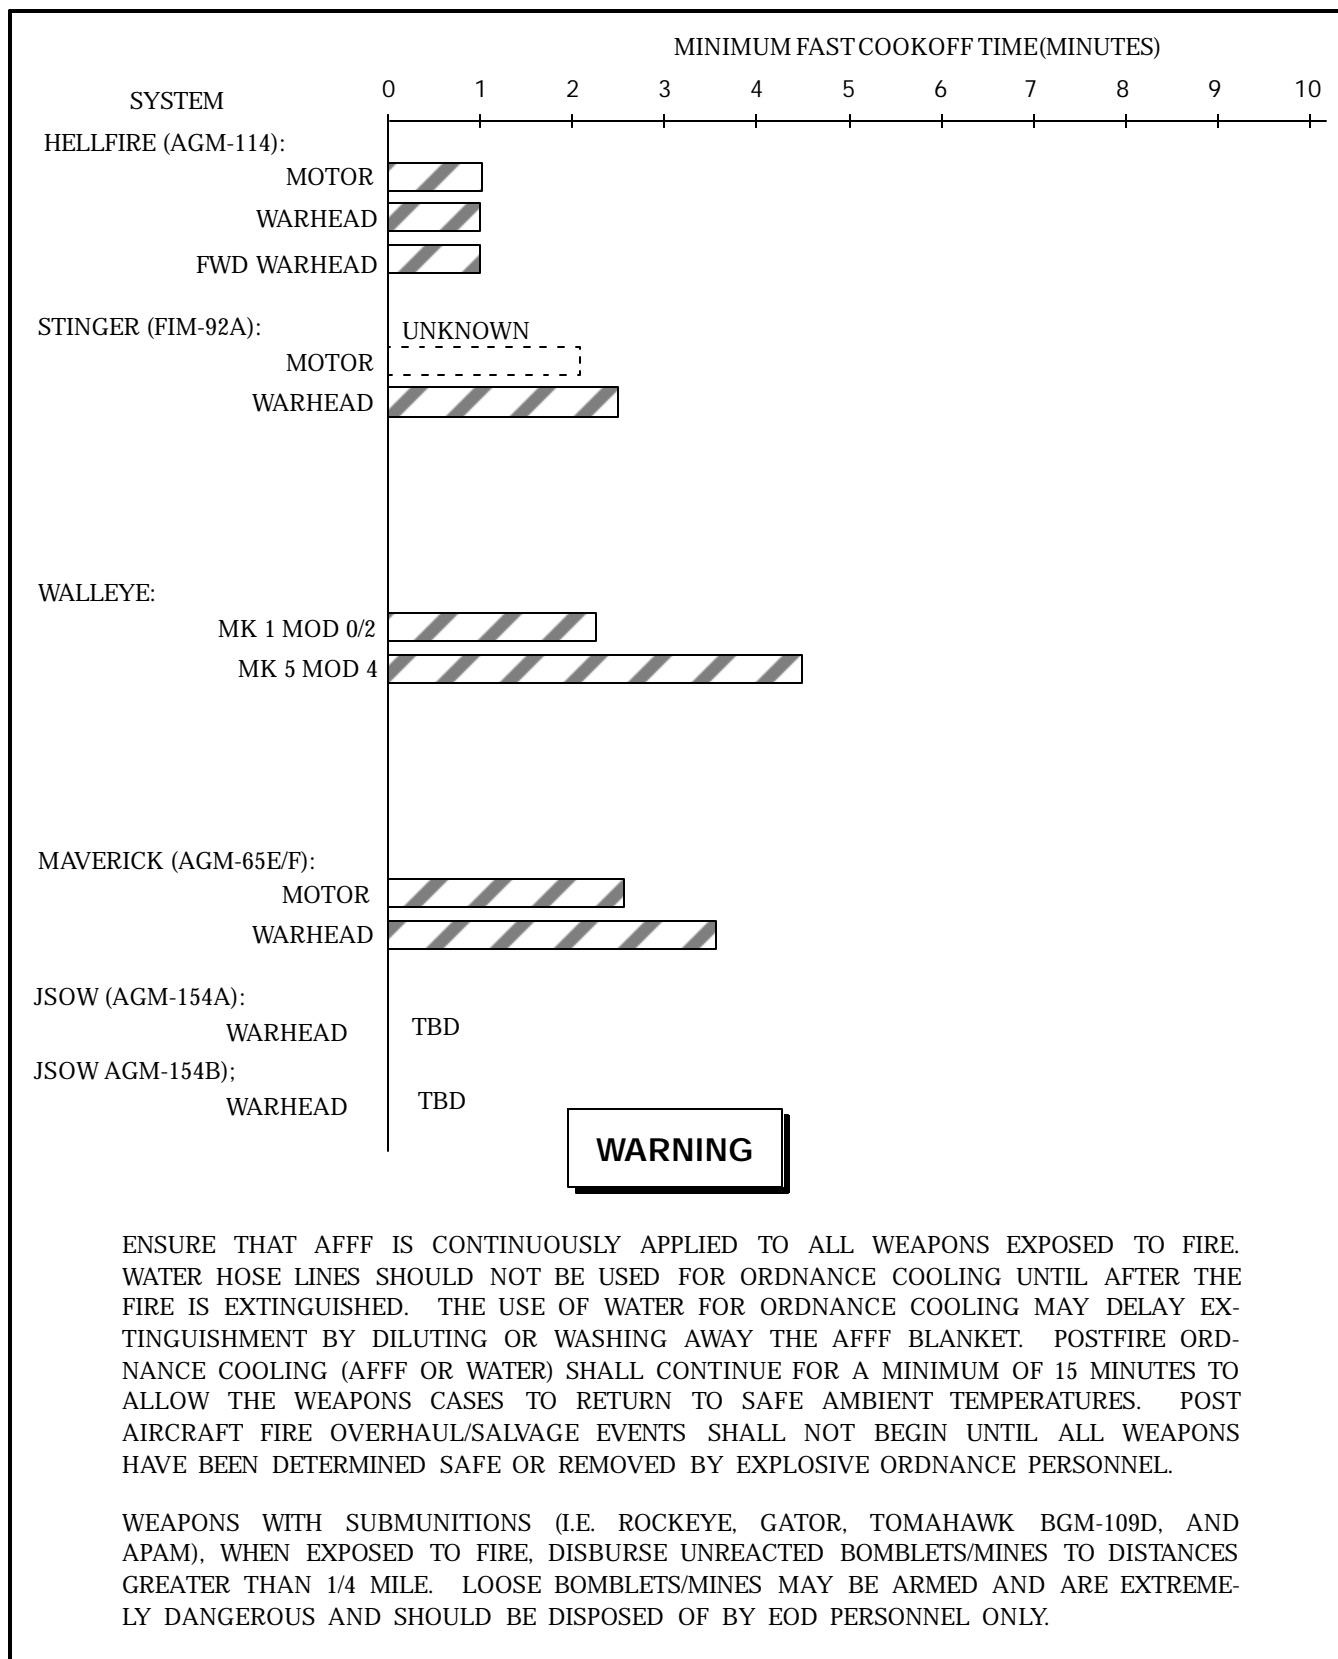 MINIMUM FAST COOKOFF TIME (MINUTES)
SYSTEM
0 1 2 3 4 5 6 7 8 9 10
HELLFIRE (AGM-114):
MOTOR
WARHEAD
FWD WARHEAD
STINGER (FIM-92A):
UNKNOWN
MOTOR
WARHEAD
WALLEYE:
MK 1 MOD 0/2
MK 5 MOD 4
MAVERICK (AGM-65E/F):
MOTOR
WARHEAD
JSOW (AGM-154A):
WARHEAD TBD
JSOW AGM-154B);
WARHEAD TBD
WARNING
ENSURE THAT AFFF IS CONTINUOUSLY APPLIED TO ALL WEAPONS EXPOSED TO FIRE.
WATER HOSE LINES SHOULD NOT BE USED FOR ORDNANCE COOLING UNTIL AFTER THE
FIRE IS EXTINGUISHED. THE USE OF WATER FOR ORDNANCE COOLING MAY DELAY EX-
TINGUISHMENT BY DILUTING OR WASHING AWAY THE AFFF BLANKET. POSTFIRE ORD-
NANCE COOLING (AFFF OR WATER) SHALL CONTINUE FOR A MINIMUM OF 15 MINUTES TO
ALLOW THE WEAPONS CASES TO RETURN TO SAFE AMBIENT TEMPERATURES. POST
AIRCRAFT FIRE OVERHAUL/SALVAGE EVENTS SHALL NOT BEGIN UNTIL ALL WEAPONS
HAVE BEEN DETERMINED SAFE OR REMOVED BY EXPLOSIVE ORDNANCE PERSONNEL.
WEAPONS WITH SUBMUNITIONS (I.E. ROCKEYE, GATOR, TOMAHAWK BGM-109D, AND
APAM), WHEN EXPOSED TO FIRE, DISBURSE UNREACTED BOMBLETS/MINES TO DISTANCES
GREATER THAN 1/4 MILE. LOOSE BOMBLETS/MINES MAY BE ARMED AND ARE EXTREME-
LY DANGEROUS AND SHOULD BE DISPOSED OF BY EOD PERSONNEL ONLY.